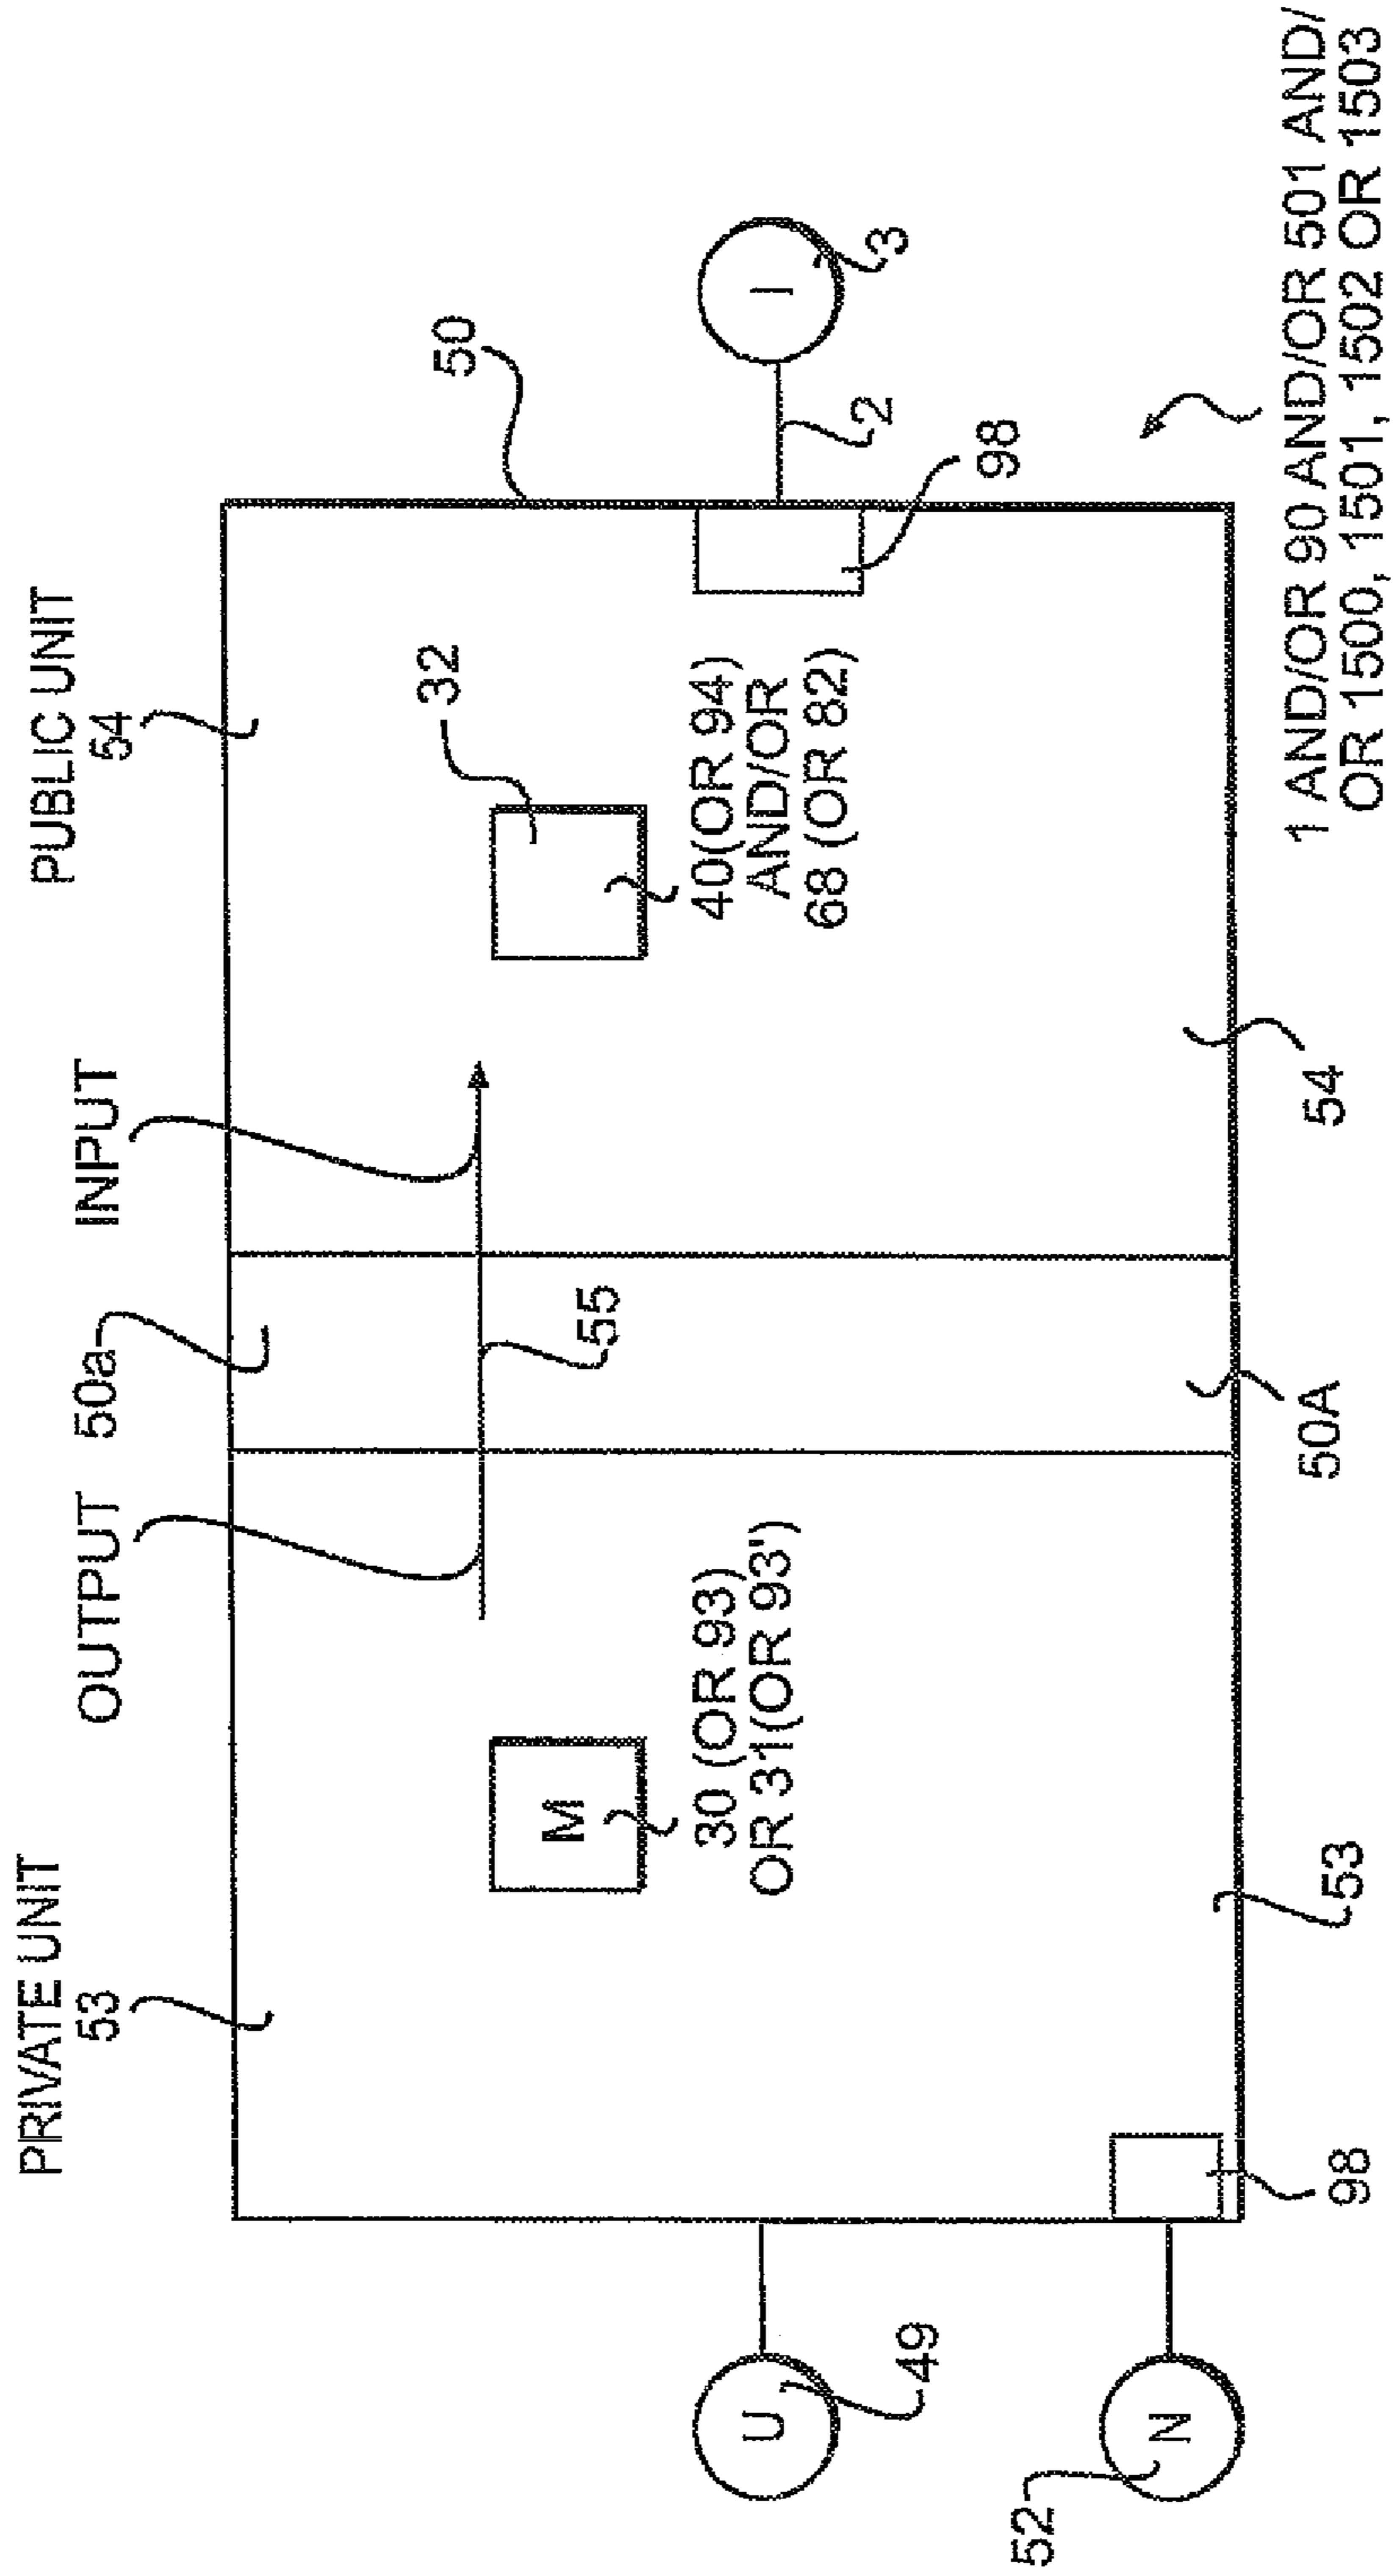 PRIVATE UNIT
53
OUTPUT
50a
INPUT
PUBLIC UNIT
54
50
M
30 (OR 93)
OR 31(OR 93')
55
32
40(OR 94)
AND/OR
68 (OR 82)
U
49
52
N
98
53
50A
54
98
2
I
3
1 AND/OR 90 AND/OR 501 AND/
OR 1500, 1501, 1502 OR 1503